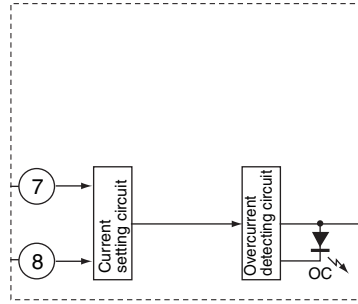 7
8
Current
setting circuit
Overcurrent
detecting circuit
OC